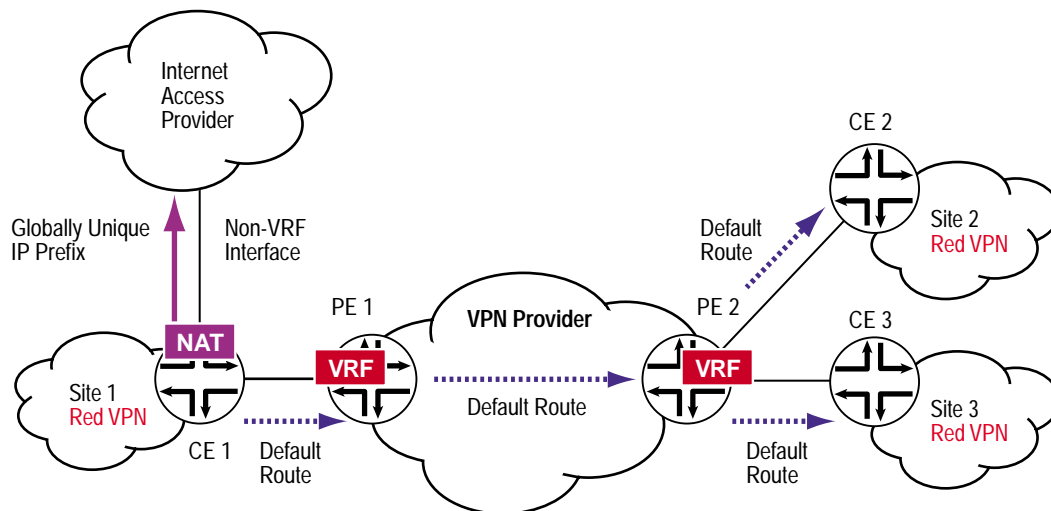 Internet
Access
Provider
CE 2
Globally Unique
IP Prefix
Non-VRF
Interface
Default
Route
Site 2
Red VPN
PE 1
VPN Provider
PE 2
CE 3
NAT
VRF
VRF
Site 1
Red VPN
Default Route
Site 3
Red VPN
CE 1
Default
Route
Default
Route